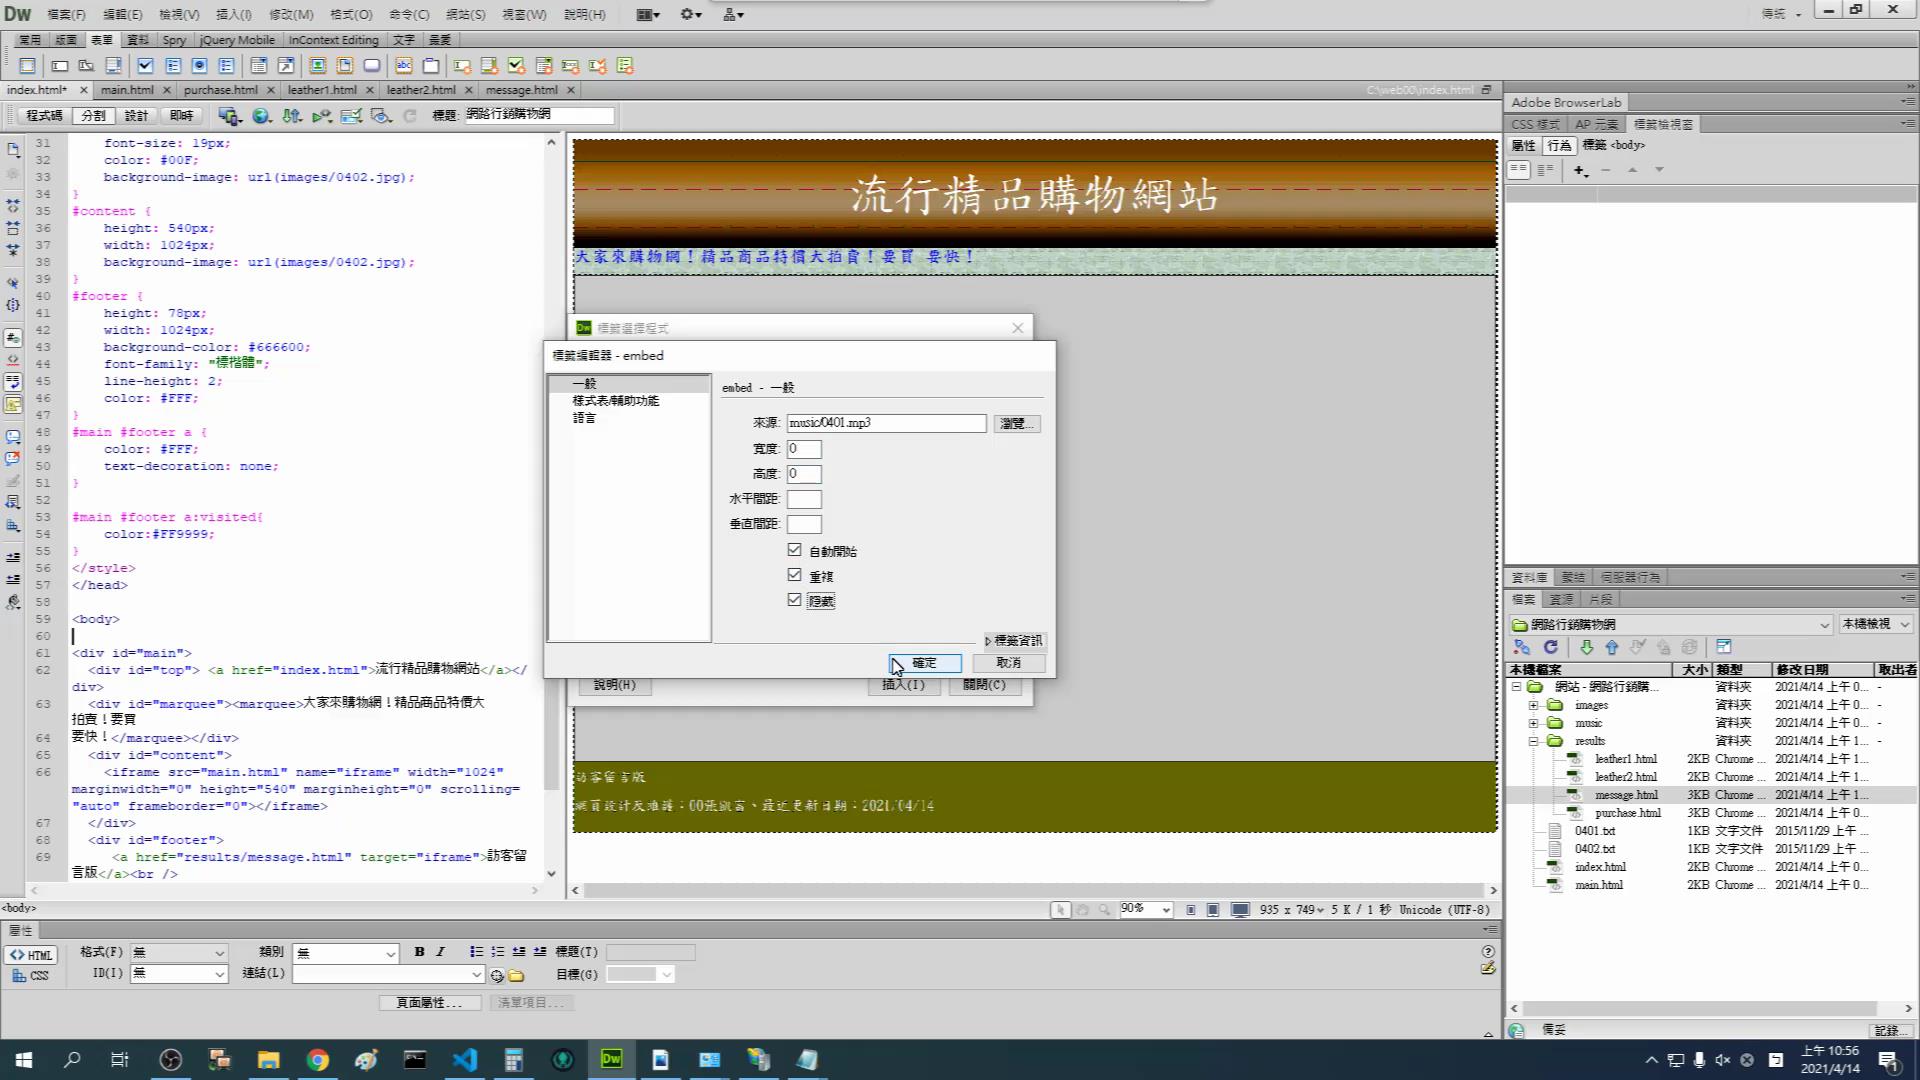 Dw 檔案(F) 編輯(E) 檢視(V) 插入(I) 修改(M) 格式(O) 命令(C) 網站(S) 視窗(W) 說明(H) 傳統
常用 版面 表單 資料 Spry jQuery Mobile InContext Editing 文字 最愛
index.html* main.html purchase.html leather1.html leather2.html message.html C:\web00\index.html
程式碼 分割 設計 即時 標題: 網路行銷購物網
31 font-size: 19px;
32 color: #00F;
33 background-image: url(images/0402.jpg);
34 }
35 #content {
36 height: 540px;
37 width: 1024px;
38 background-image: url(images/0402.jpg);
39 }
40 #footer {
41 height: 78px;
42 width: 1024px;
43 background-color: #666600;
44 font-family: "標楷體";
45 line-height: 2;
46 color: #FFF;
47 }
48 #main #footer a {
49 color: #FFF;
50 text-decoration: none;
51 }
52
53 #main #footer a:visited{
54 color:#FF9999;
55 }
56 </style>
57 </head>
58
59 <body>
60
61 <div id="main">
62 <div id="top"> <a href="index.html">流行精品購物網站</a></
div>
63 <div id="marquee"><marquee>大家來購物網！精品商品特價大
拍賣！要買
64 要快！</marquee></div>
65 <div id="content">
66 <iframe src="main.html" name="iframe" width="1024"
marginwidth="0" height="540" marginheight="0" scrolling=
"auto" frameborder="0"></iframe>
67 </div>
68 <div id="footer">
69 <a href="results/message.html" target="iframe">訪客留
言版</a><br />
<body>
流行精品購物網站
大家來購物網！精品商品特價大拍賣！要買 要快！
Dw 標籤選擇程式
標籤編輯器 - embed
一般
樣式表/輔助功能
語言
embed - 一般
來源: music/0401.mp3 瀏覽...
寬度: 0
高度: 0
水平間距:
垂直間距:
自動開始
重複
隱藏
標籤資訊
確定 取消
說明(H) 插入(I) 關閉(C)
訪客留言版
網頁設計及維護：00張凱富、最近更新日期：2021/04/14
90% 935 x 749 5 K / 1 秒 Unicode (UTF-8)
屬性
<> HTML 格式(F) 無 類別 無 B I 標題(T)
CSS ID(I) 無 連結(L) 目標(G)
頁面屬性... 清單項目...
Adobe BrowserLab
CSS 樣式 AP 元素 標籤檢視窗
屬性 行為 標籤 <body>
資料庫 繫結 伺服器行為
檔案 資源 片段
網路行銷購物網 本機檢視
本機檔案 大小 類型 修改日期 取出者
網站 - 網路行銷購... 資料夾 2021/4/14 上午 0... -
images 資料夾 2021/4/14 上午 0... -
music 資料夾 2021/4/14 上午 0... -
results 資料夾 2021/4/14 上午 1... -
leather1.html 2KB Chrome ... 2021/4/14 上午 1...
leather2.html 2KB Chrome ... 2021/4/14 上午 1...
message.html 3KB Chrome ... 2021/4/14 上午 1...
purchase.html 3KB Chrome ... 2021/4/14 上午 1...
0401.txt 1KB 文字文件 2015/11/29 上午 ...
0402.txt 1KB 文字文件 2015/11/29 上午 ...
index.html 2KB Chrome ... 2021/4/14 上午 0...
main.html 2KB Chrome ... 2021/4/14 上午 0...
備妥 記錄...
上午 10:56
2021/4/14